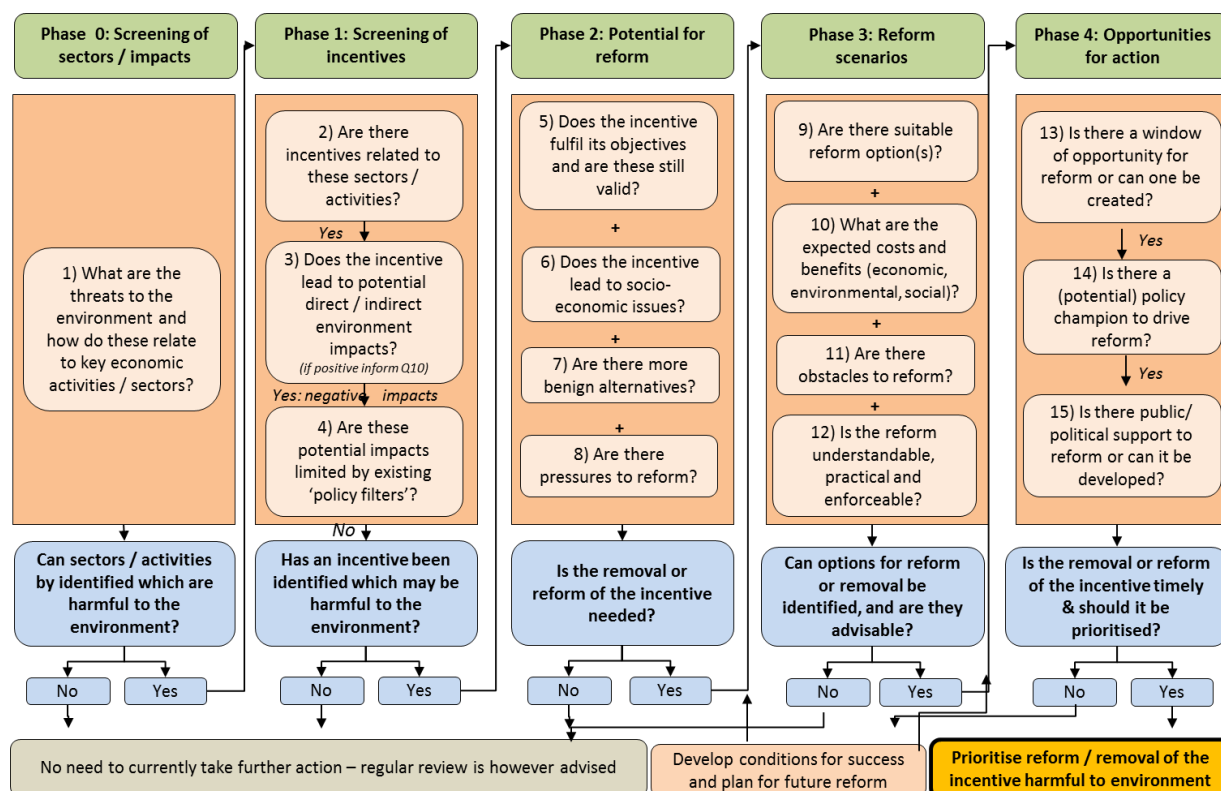 Phase 0: Screening of
sectors / impacts
Phase 1: Screening of
incentives
Phase 2: Potential for
reform
Phase 3: Reform
scenarios
Phase 4: Opportunities
for action
1) What are the
threats to the
environment and
how do these relate
to key economic
activities / sectors?
2) Are there
incentives related to
these sectors /
activities?
Yes
3) Does the incentive
lead to potential
direct / indirect
environment
impacts?
(if positive inform Q10)
Yes: negative impacts
4) Are these
potential impacts
limited by existing
‘policy filters’?
No
5) Does the incentive
fulfil its objectives
and are these still
valid?
+
6) Does the incentive
lead to socio-
economic issues?
+
7) Are there more
benign alternatives?
+
8) Are there
pressures to reform?
9) Are there suitable
reform option(s)?
+
10) What are the
expected costs and
benefits (economic,
environmental, social)?
+
11) Are there
obstacles to reform?
+
12) Is the reform
understandable,
practical and
enforceable?
13) Is there a window
of opportunity for
reform or can one be
created?
Yes
14) Is there a
(potential) policy
champion to drive
reform?
Yes
15) Is there public/
political support to
reform or can it be
developed?
Can sectors / activities
by identified which are
harmful to the
environment?
Has an incentive been
identified which may be
harmful to the
environment?
Is the removal or
reform of the incentive
needed?
Can options for reform
or removal be
identified, and are they
advisable?
Is the removal or reform
of the incentive timely
& should it be
prioritised?
No
Yes
No
Yes
No
Yes
No
Yes
No
Yes
No need to currently take further action – regular review is however advised
Develop conditions for success
and plan for future reform
Prioritise reform / removal of the
incentive harmful to environment